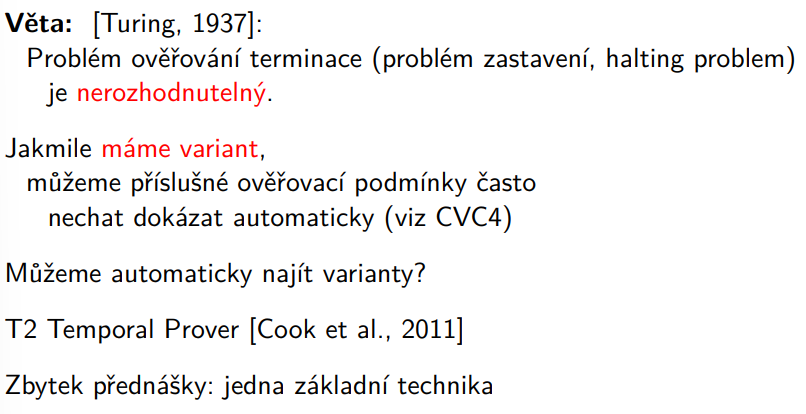 Věta: [Turing, 1937]:
Problém ověřování terminace (problém zastavení, halting problem)
je nerozhodnutelný.
Jakmile máme variant,
můžeme příslušné ověřovací podmínky často
nechat dokázat automaticky (viz CVC4)
Můžeme automaticky najít varianty?
T2 Temporal Prover [Cook et al., 2011]
Zbytek přednášky: jedna základní technika